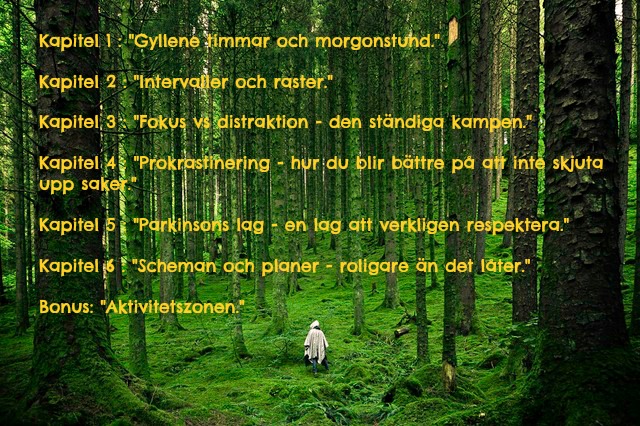 Kapitel 1 : "Gyllene timmar och morgonstund."
Kapitel 2 : "Intervaller och raster."
Kapitel 3 : "Fokus vs distraktion - den ständiga kampen."
Kapitel 4 : "Prokrastinering - hur du blir bättre på att inte skjuta
upp saker."
Kapitel 5 : "Parkinsons lag - en lag att verkligen respektera."
Kapitel 6 : "Scheman och planer - roligare än det låter."
Bonus: "Aktivitetszonen."